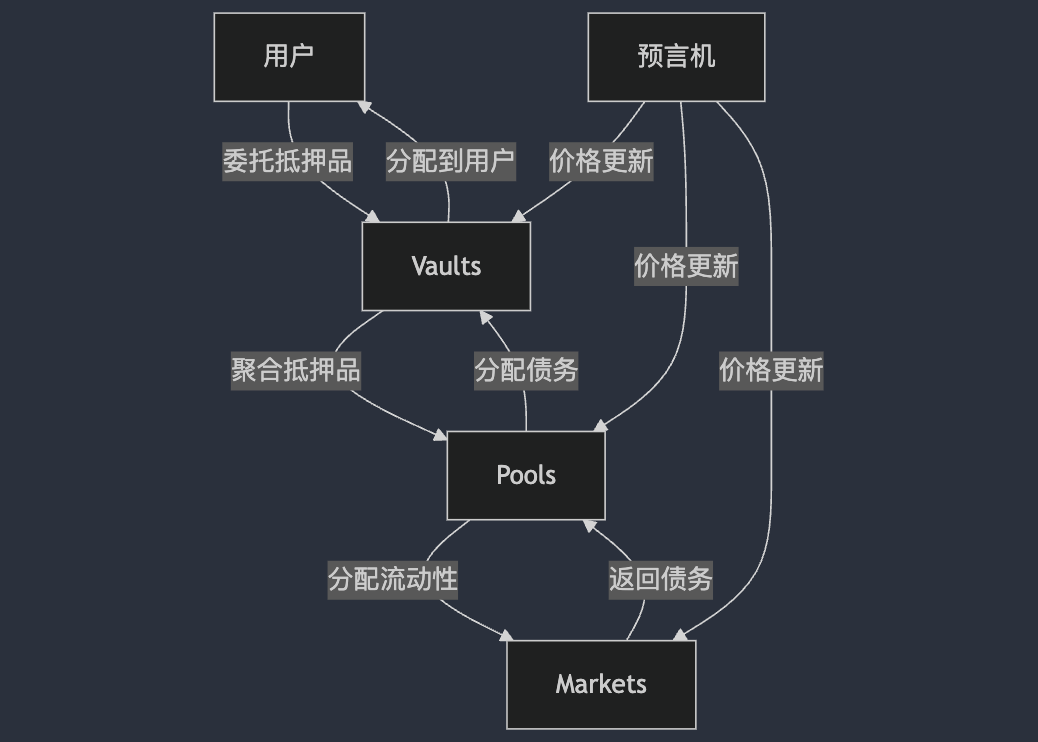 用户
预言机
委托抵押品
分配到用户
价格更新
Vaults
价格更新
聚合抵押品
分配债务
价格更新
Pools
分配流动性
返回债务
Markets